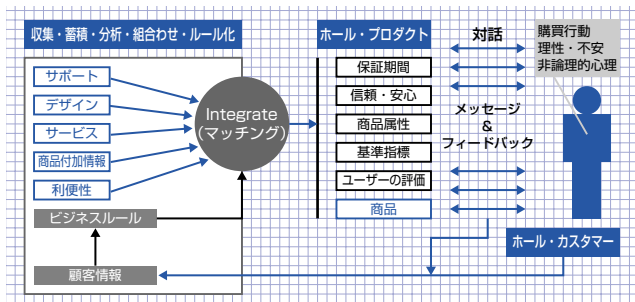 収集・蓄積・分析・組合わせ・ルール化
サポート
デザイン
サービス
商品付加情報
利便性
ビジネスルール
顧客情報
Integrate
(マッチング)
ホール・プロダクト
保証期間
信頼・安心
商品属性
基準指標
ユーザーの評価
商品
対話
メッセージ
&
フィードバック
購買行動
理性・不安
非論理的心理
ホール・カスタマー